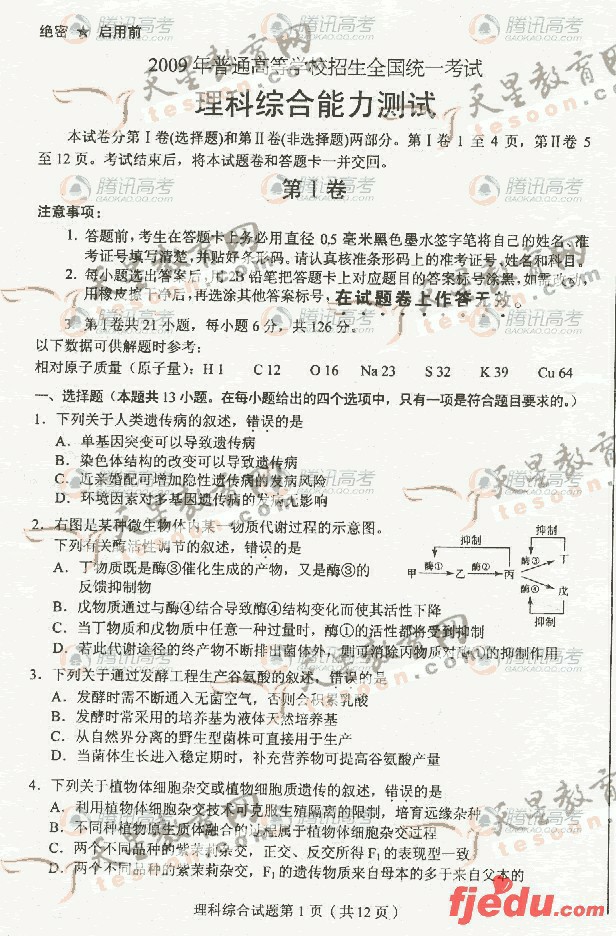 绝密 ★ 启用前
2009年普通高等学校招生全国统一考试
理科综合能力测试
本试卷分第Ⅰ卷(选择题)和第Ⅱ卷(非选择题)两部分。第Ⅰ卷1至4页，第Ⅱ卷5
至12页。考试结束后，将本试题卷和答题卡一并交回。
第Ⅰ卷
注意事项：
1. 答题前，考生在答题卡上务必用直径0.5毫米黑色墨水签字笔将自己的姓名、准
考证号填写清楚，并贴好条形码。请认真核准条形码上的准考证号、姓名和科目。
2. 每小题选出答案后，用2B铅笔把答题卡上对应题目的答案标号涂黑，如需改动，
用橡皮擦干净后，再选涂其他答案标号，在试题卷上作答无效。
3. 第Ⅰ卷共21小题，每小题6分，共126分。
以下数据可供解题时参考：
相对原子质量（原子量）：H 1 C 12 O 16 Na 23 S 32 K 39 Cu 64
一、选择题（本题共13小题。在每小题给出的四个选项中，只有一项是符合题目要求的。）
1. 下列关于人类遗传病的叙述，错误的是
A. 单基因突变可以导致遗传病
B. 染色体结构的改变可以导致遗传病
C. 近亲婚配可增加隐性遗传病的发病风险
D. 环境因素对多基因遗传病的发病无影响
2. 右图是某种微生物体内某一物质代谢过程的示意图。
下列有关酶活性调节的叙述，错误的是
A. 丁物质既是酶③催化生成的产物，又是酶③的
反馈抑制物
B. 戊物质通过与酶④结合导致酶④结构变化而使其活性下降
C. 当丁物质和戊物质中任意一种过量时，酶①的活性都将受到抑制
D. 若此代谢途径的终产物不断排出菌体外，则可消除丙物质对酶①的抑制作用
抑制
抑制
甲 酶① 乙 酶② 丙 酶③ 丁
酶④ 戊
抑制
3. 下列关于通过发酵工程生产谷氨酸的叙述，错误的是
A. 发酵时需不断通入无菌空气，否则会积累乳酸
B. 发酵时常采用的培养基为液体天然培养基
C. 从自然界分离的野生型菌株可直接用于生产
D. 当菌体生长进入稳定期时，补充营养物可提高谷氨酸产量
4. 下列关于植物体细胞杂交或植物细胞质遗传的叙述，错误的是
A. 利用植物体细胞杂交技术可克服生殖隔离的限制，培育远缘杂种
B. 不同种植物原生质体融合的过程属于植物体细胞杂交过程
C. 两个不同品种的紫茉莉杂交，正交、反交所得F₁的表现型一致
D. 两个不同品种的紫茉莉杂交，F₁的遗传物质来自母本的多于来自父本的
理科综合试题第1页（共12页）
fjedu.com
腾讯高考
GAOKAO.QQ.COM
天星教育网
tesoon.com